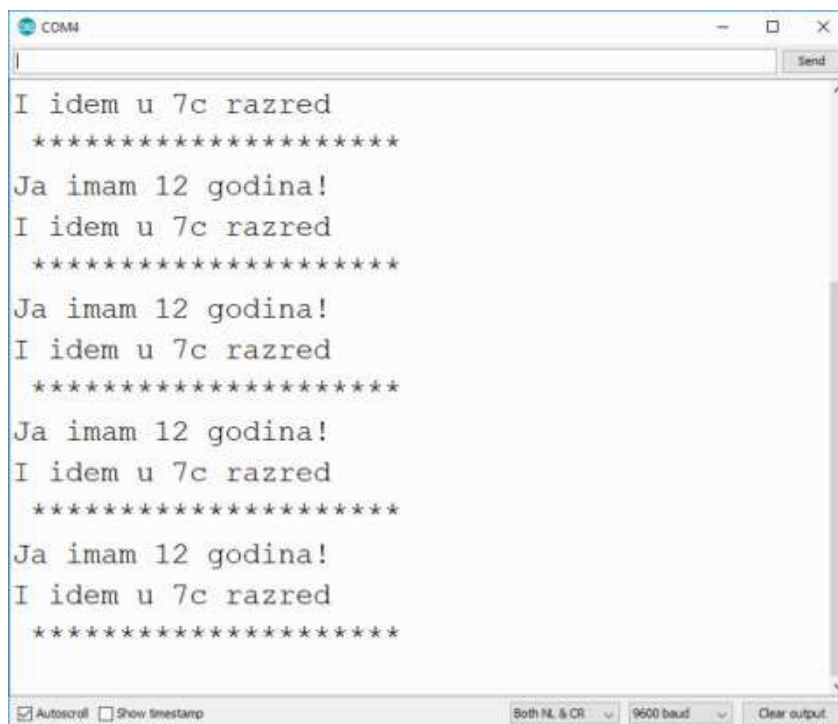 COM4
Send
I idem u 7c razred
*********************
Ja imam 12 godina!
I idem u 7c razred
*********************
Ja imam 12 godina!
I idem u 7c razred
*********************
Ja imam 12 godina!
I idem u 7c razred
*********************
Ja imam 12 godina!
I idem u 7c razred
*********************
Autoscroll Show timestamp Both NL & CR 9600 baud Clear output